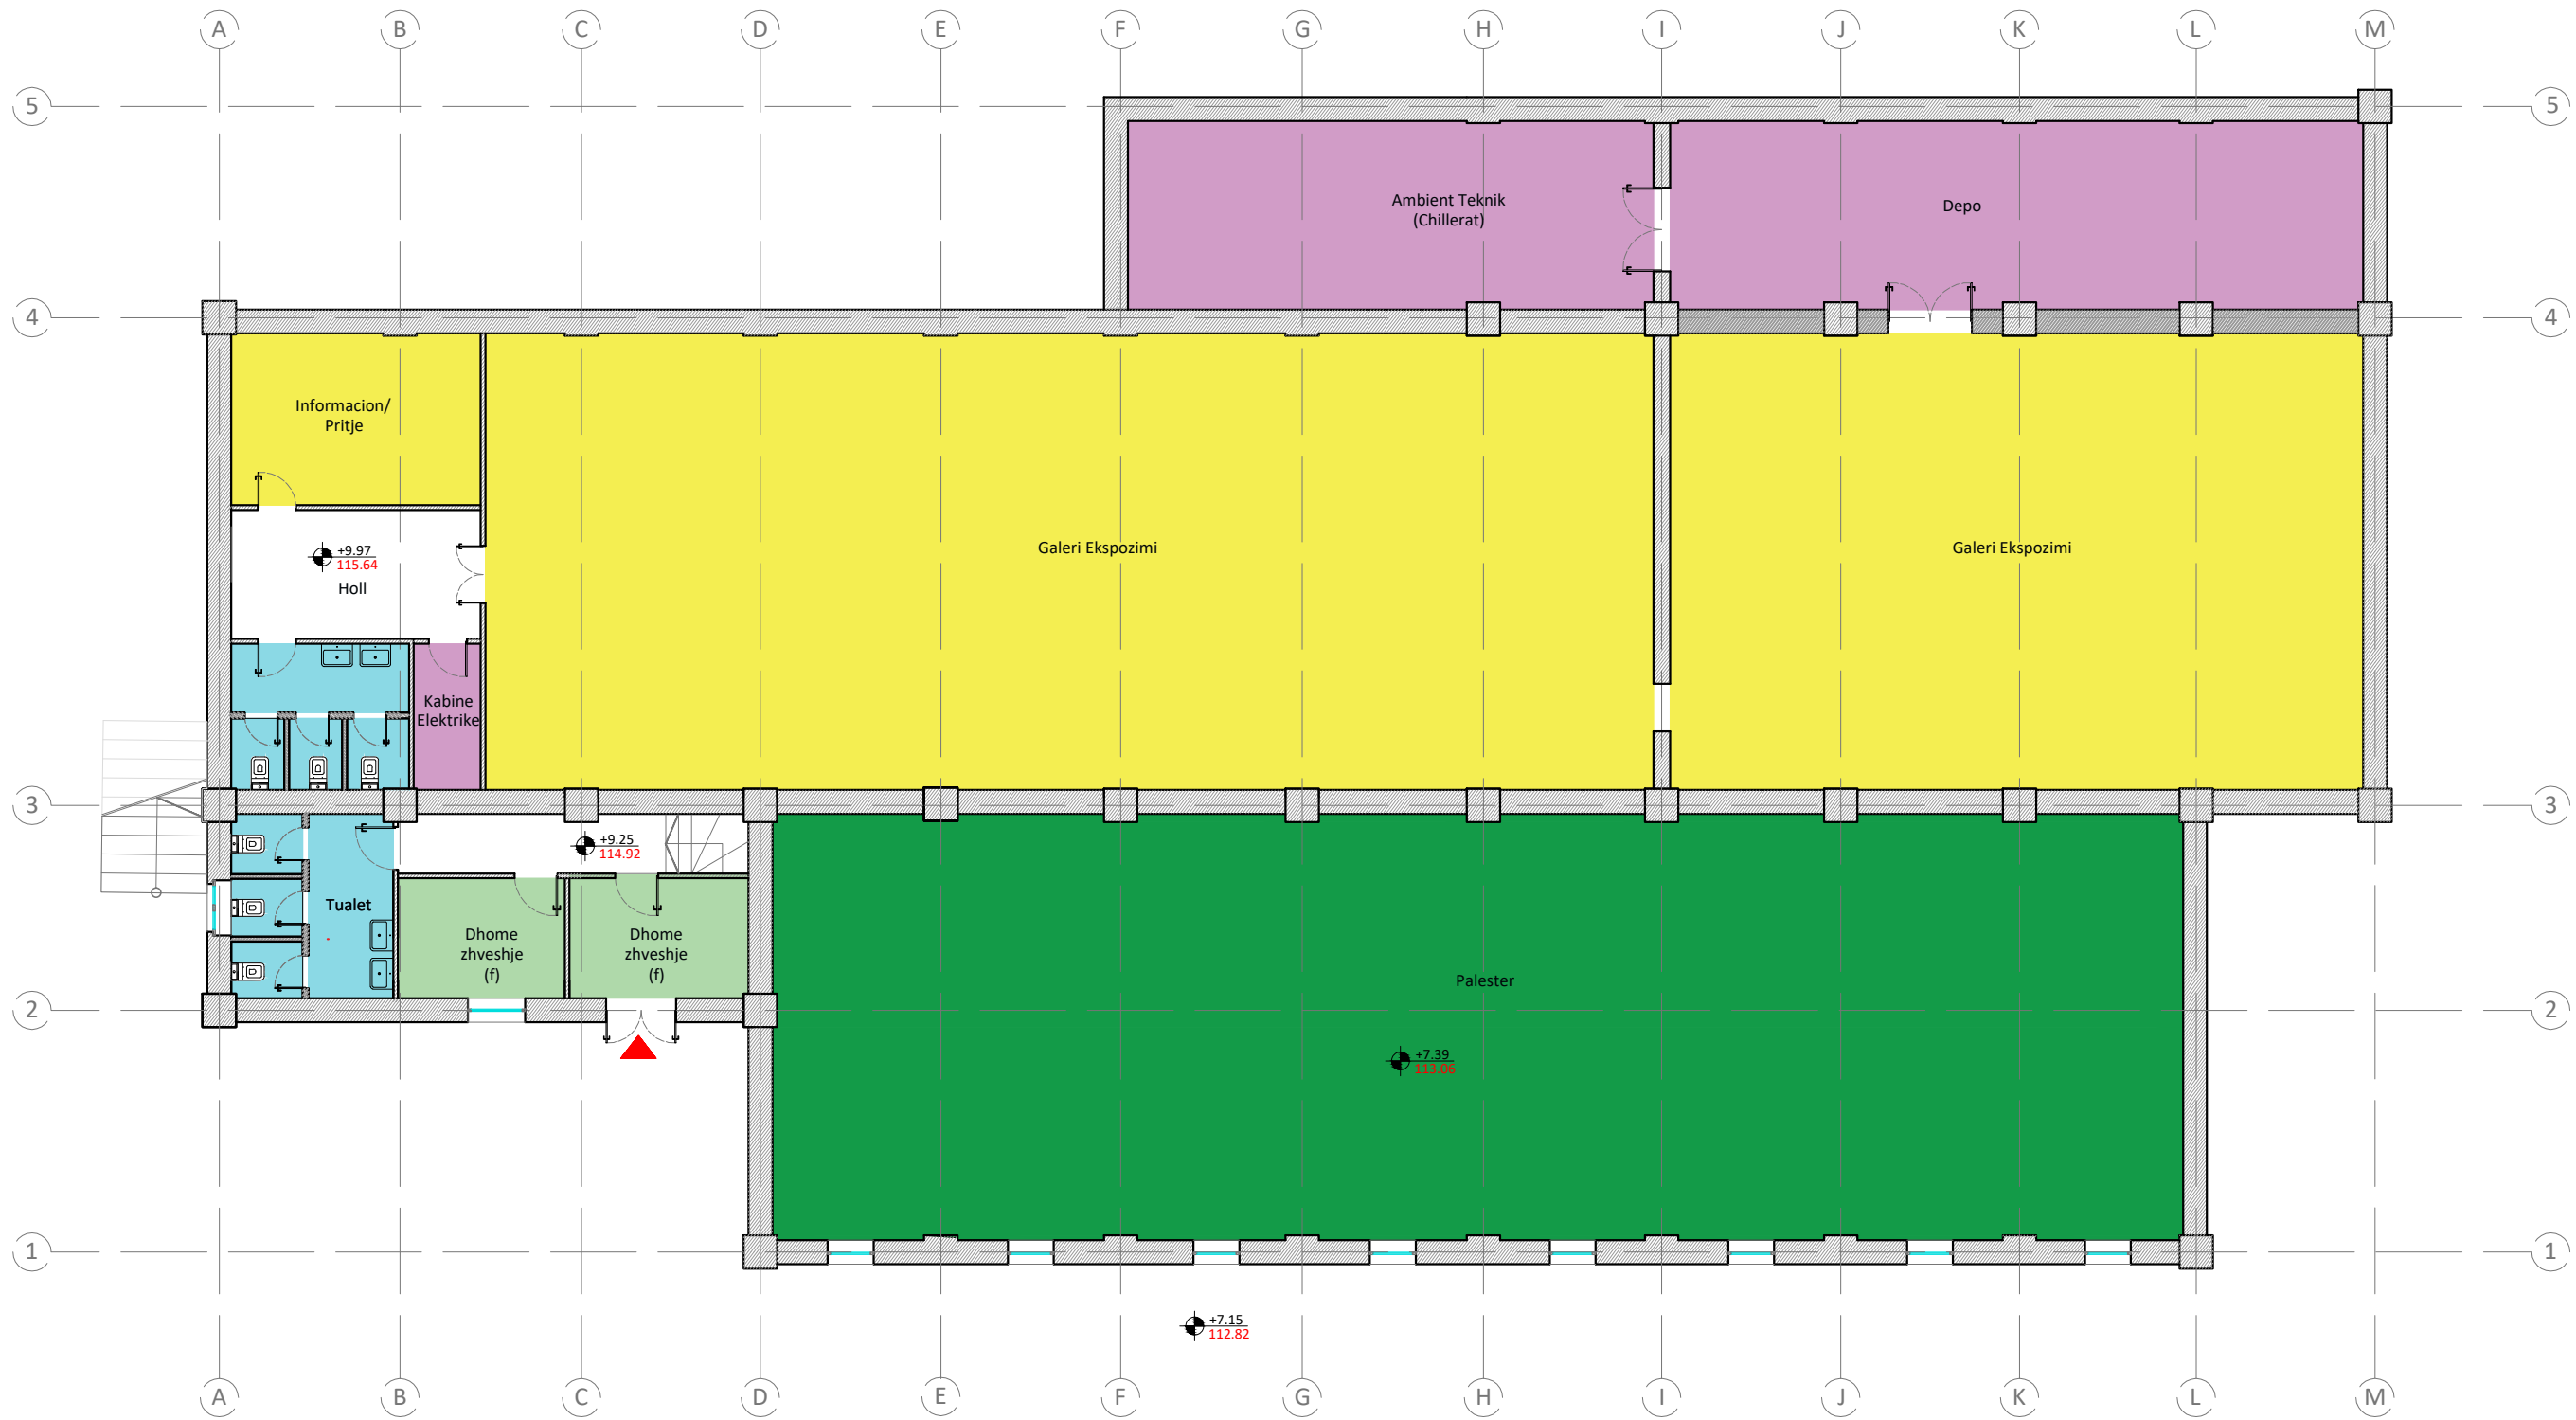 A B C D E F G H I J K L M
5 5
Ambient Teknik
(Chillerat)
Depo
4 4
Informacion/
Pritje
+9.97
115.64
Holl
Galeri Ekspozimi
Galeri Ekspozimi
Kabine
Elektrike
3 3
+9.25
114.92
Tualet
Dhome
zhveshje
(f)
Dhome
zhveshje
(f)
Palester
2 2
+7.39
113.06
1 1
+7.15
112.82
A B C D E F G H I J K L M